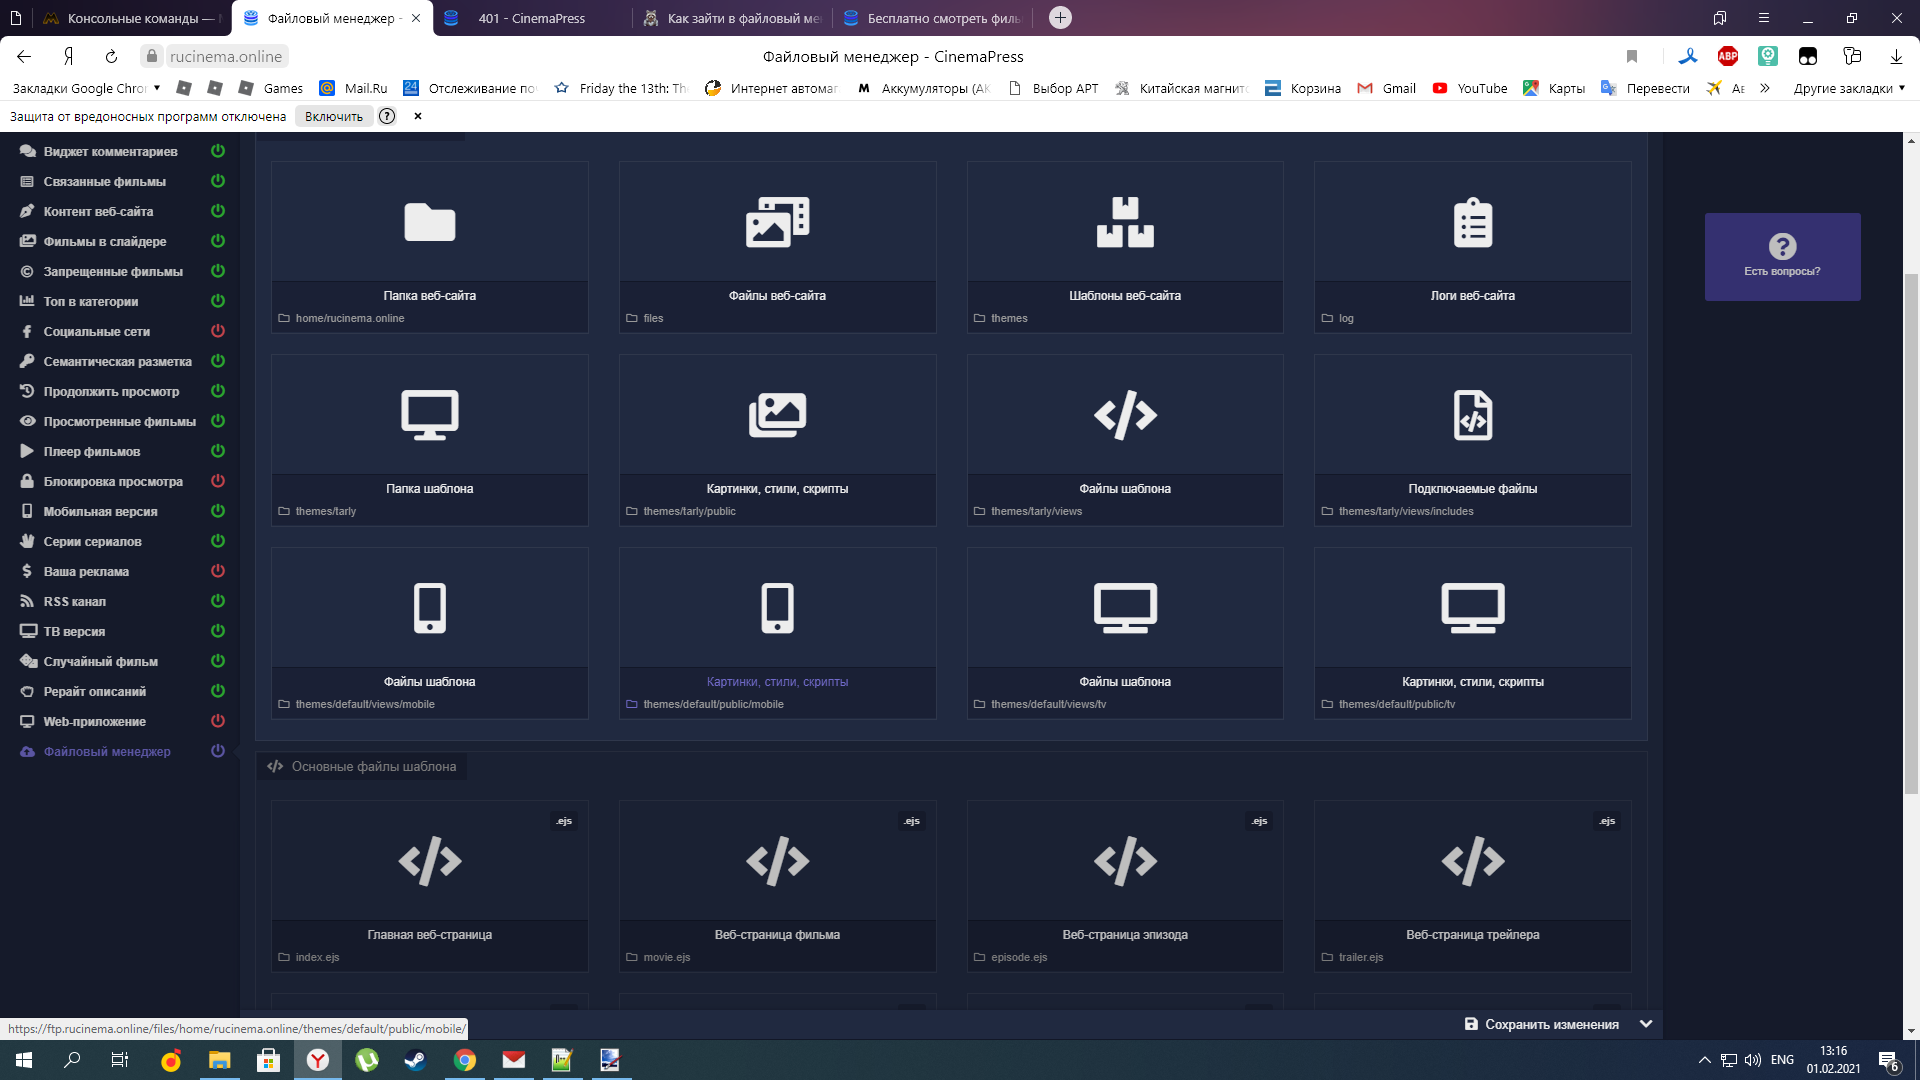 Консольные команды —
Файловый менеджер -
401 - CinemaPress
Как зайти в файловый ме
Бесплатно смотреть филь
rucinema.online
Файловый менеджер - CinemaPress
ABP
Закладки Google Chro
Games
Mail.Ru
24
Отслеживание по
Friday the 13th: Th
Интернет автома
Аккумуляторы (АК
Выбор АРТ
Китайская магнит
Корзина
Gmail
YouTube
Карты
Перевести
Ав
Другие закладки
Защита от вредоносных программ отключена
Включить
Виджет комментариев
Связанные фильмы
Контент веб-сайта
Фильмы в слайдере
Запрещенные фильмы
Топ в категории
Социальные сети
Семантическая разметка
Продолжить просмотр
Просмотренные фильмы
Плеер фильмов
Блокировка просмотра
Мобильная версия
Серии сериалов
Ваша реклама
RSS канал
ТВ версия
Случайный фильм
Рерайт описаний
Web-приложение
Файловый менеджер
Папка веб-сайта
home/rucinema.online
Файлы веб-сайта
files
Шаблоны веб-сайта
themes
Логи веб-сайта
log
Папка шаблона
themes/tarly
Картинки, стили, скрипты
themes/tarly/public
Файлы шаблона
themes/tarly/views
Подключаемые файлы
themes/tarly/views/includes
Файлы шаблона
themes/default/views/mobile
Картинки, стили, скрипты
themes/default/public/mobile
Файлы шаблона
themes/default/views/tv
Картинки, стили, скрипты
themes/default/public/tv
Есть вопросы?
Основные файлы шаблона
.ejs
Главная веб-страница
index.ejs
.ejs
Веб-страница фильма
movie.ejs
.ejs
Веб-страница эпизода
episode.ejs
.ejs
Веб-страница трейлера
trailer.ejs
Сохранить изменения
https://ftp.rucinema.online/files/home/rucinema.online/themes/default/public/mobile/
ENG
13:16
01.02.2021
6